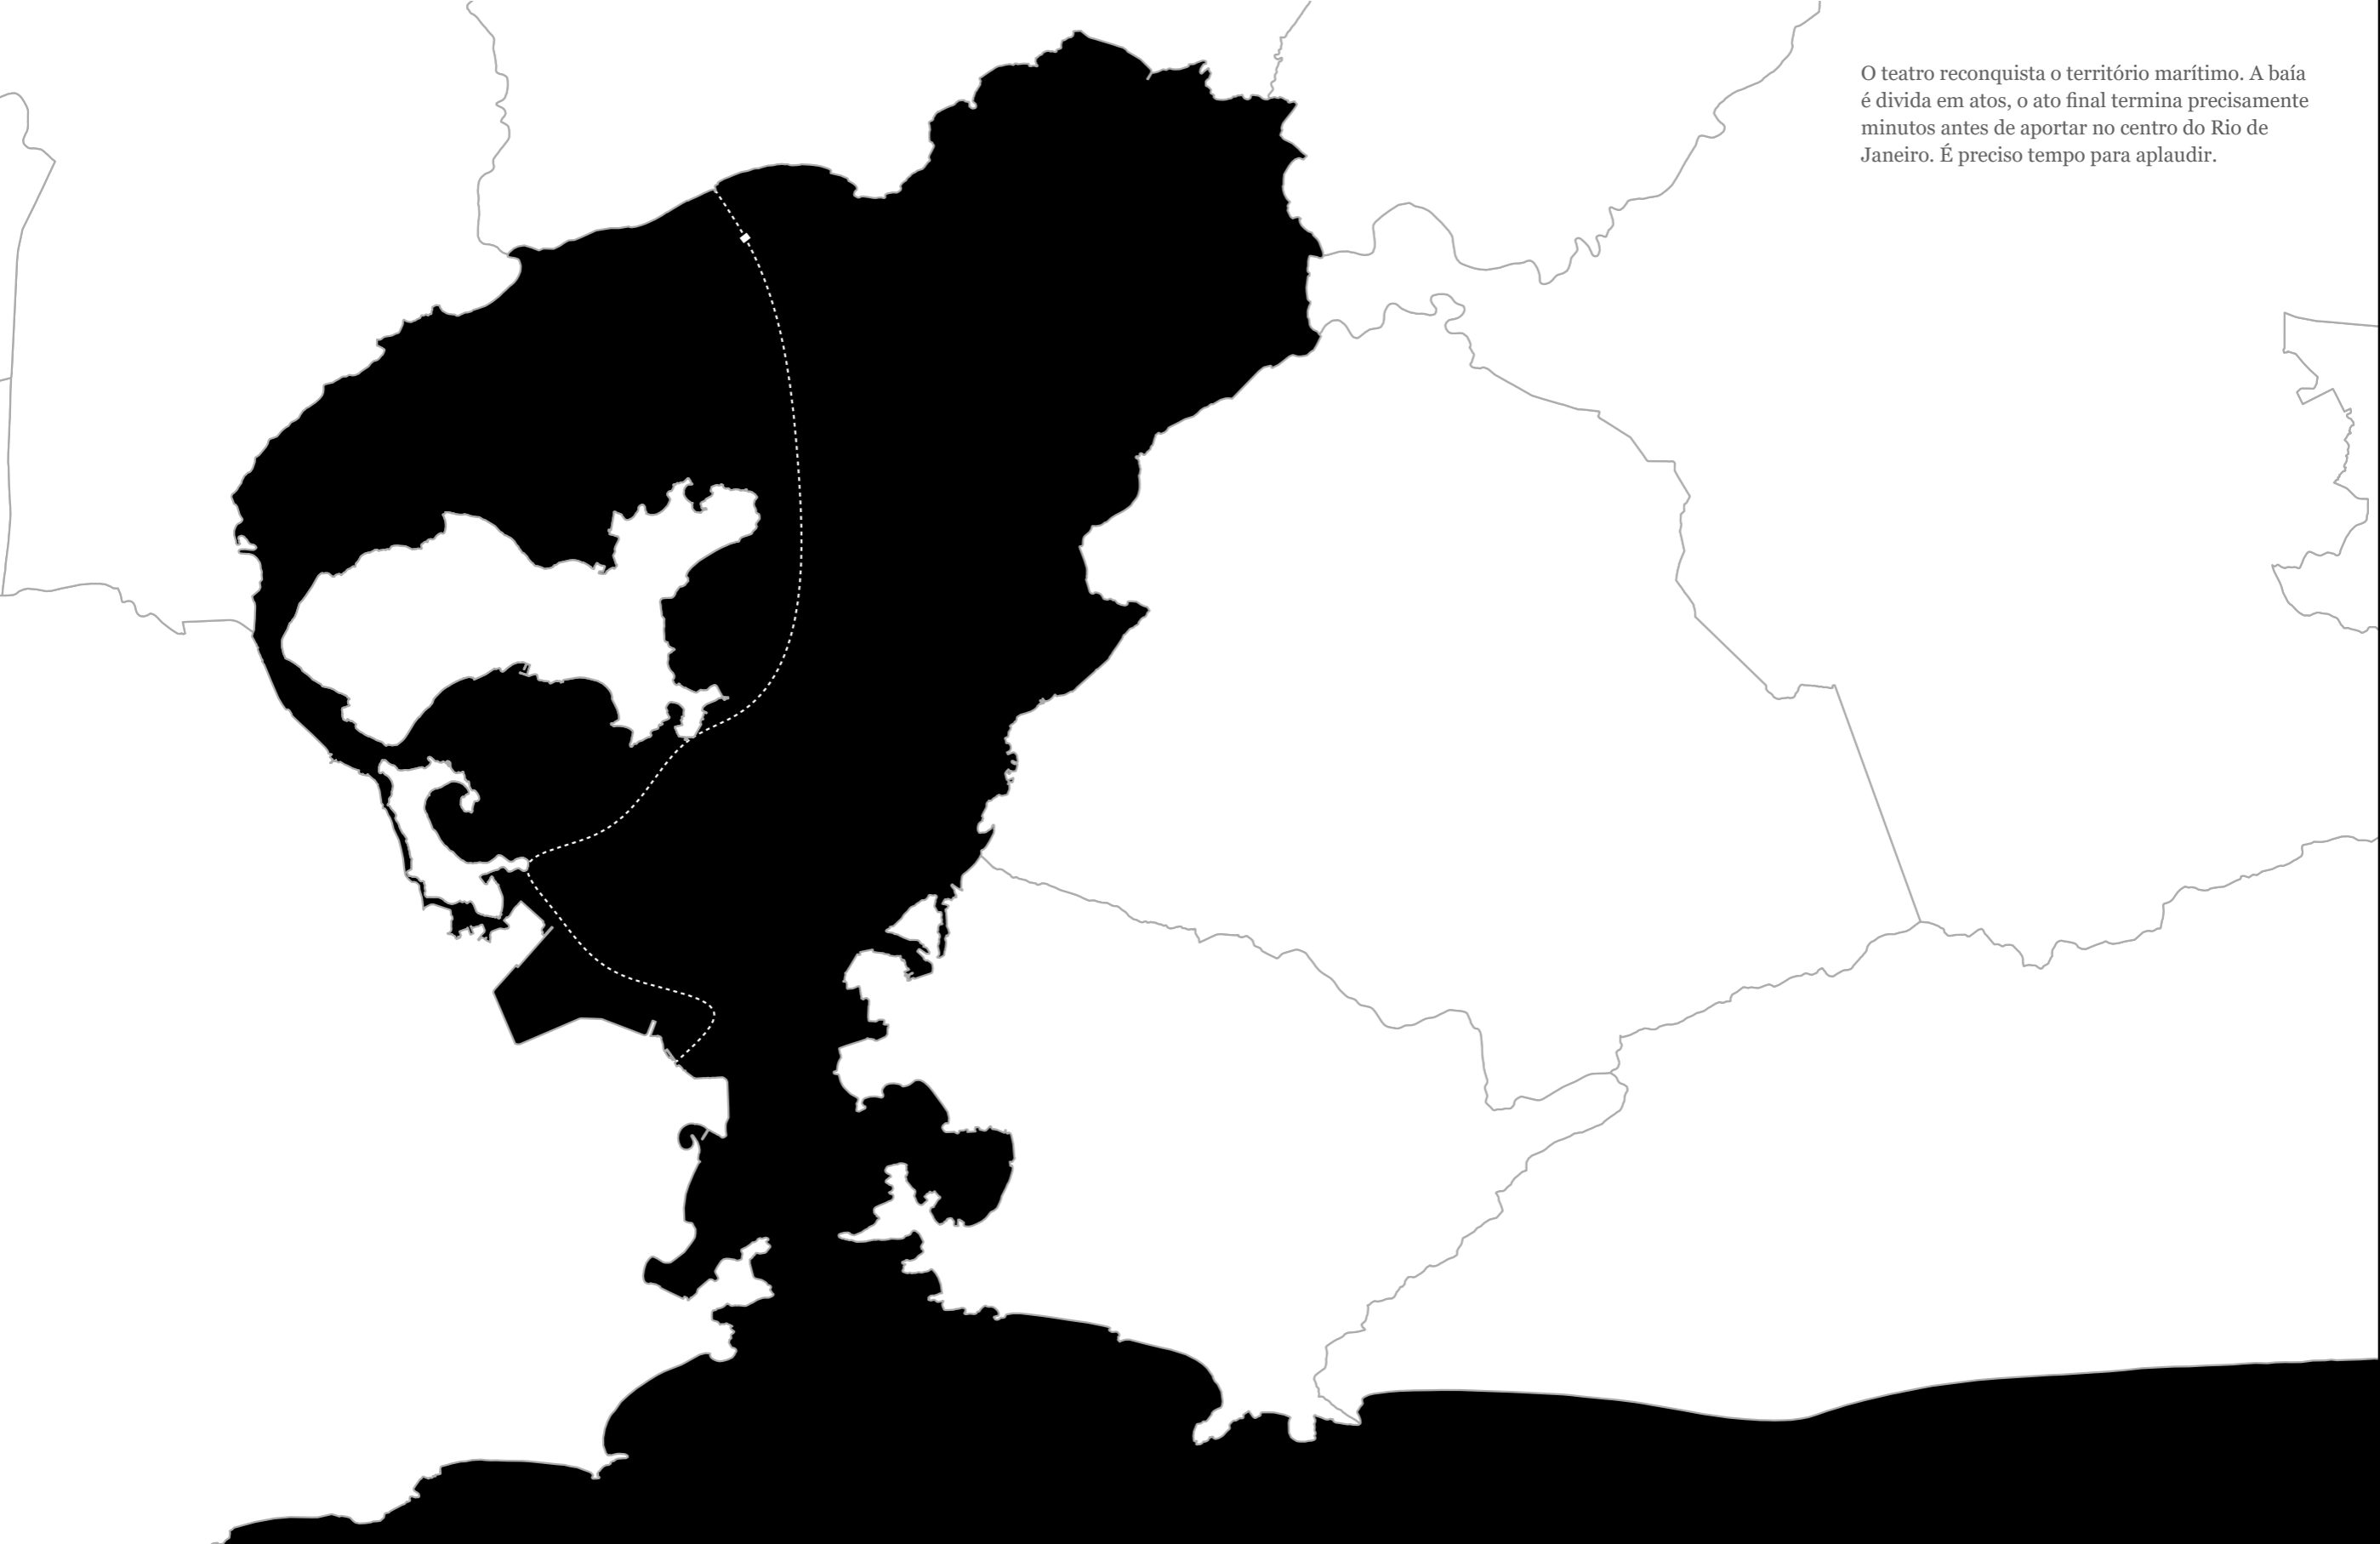 O teatro reconquista o território marítimo. A baía
é divida em atos, o ato final termina precisamente
minutos antes de aportar no centro do Rio de
Janeiro. É preciso tempo para aplaudir.